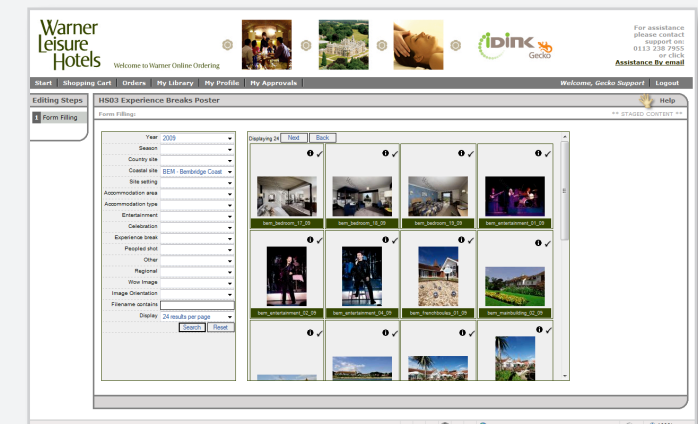 Warner
Leisure
Hotels
Welcome to Warner Online Ordering
iDink
Gecko
For assistance
please contact
support on:
0113 238 7955
or click
Assistance By email
Start | Shopping Cart | Orders | My Library | My Profile | My Approvals |
Welcome, Gecko Support | Logout
Editing Steps
1 Form Filling
HS03 Experience Breaks Poster
Help
Form Filling:
** STAGED CONTENT **
Year 2009
Season
Country site
Coastal site BEM - Bembridge Coast
Site setting
Accommodation area
Accommodation type
Entertainment
Celebration
Experience break
Peopled shot
Other
Regional
Wow Image
Image Orientation
Filename contains
Display 24 results per page
Search Reset
Displaying 24 Next Back
bem_bedroom_17_09
bem_bedroom_18_09
bem_bedroom_19_09
bem_entertainment_01_09
bem_entertainment_02_09
bem_entertainment_04_09
bem_frenchboules_01_09
bem_mainbuilding_02_09